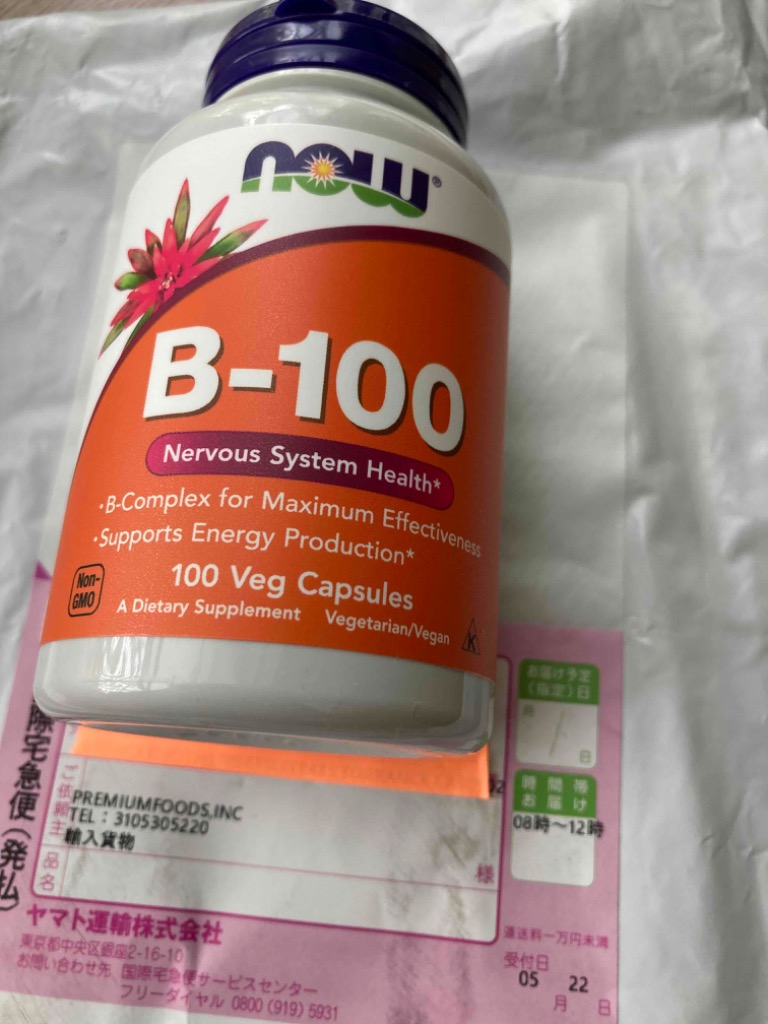 NOW®
B-100
Nervous System Health*
·B-Complex for Maximum Effectiveness
·Supports Energy Production*
100 Veg Capsules
Non-
GMO
A Dietary Supplement Vegetarian/Vegan
K
お届け予定
(指定)日
月 日
時間帯
お届け
08時～12時
際宅急便(発払)
ご依頼主
PREMIUMFOODS,INC
TEL：3105305220
輸入貨物
様
品名
ヤマト運輸株式会社
東京都中央区銀座2-16-10
お問い合わせ先 国際宅急便サービスセンター
フリーダイヤル 0800(919)5931
運送料一万円未満
受付日
05 22
月 日